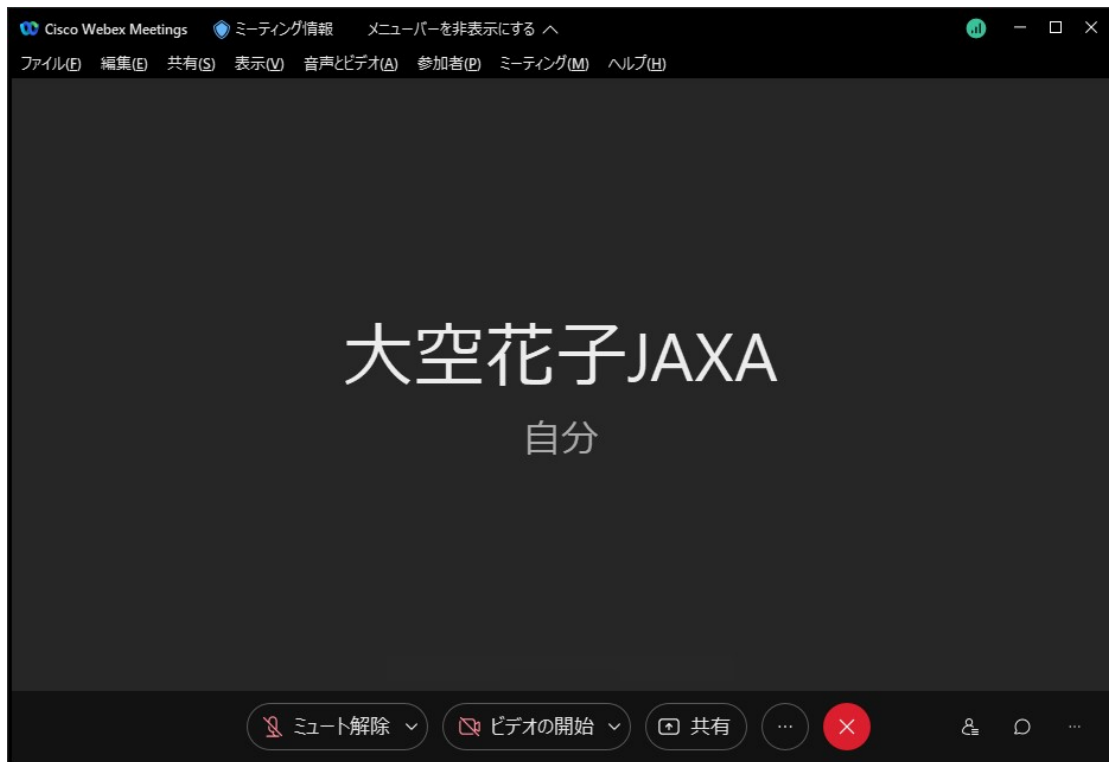 Cisco Webex Meetings ミーティング情報 メニューバーを非表示にする
ファイル(F) 編集(E) 共有(S) 表示(V) 音声とビデオ(A) 参加者(P) ミーティング(M) ヘルプ(H)
大空花子JAXA
自分
ミュート解除 ビデオの開始 共有